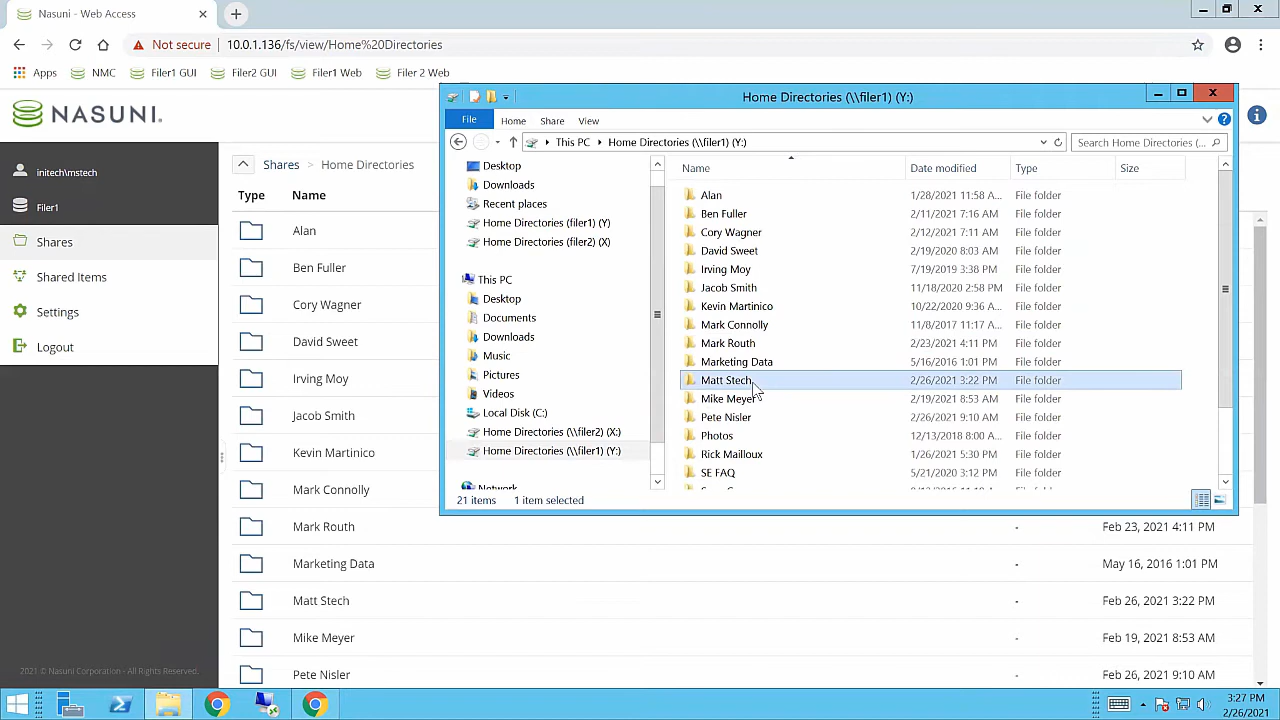 Nasuni - Web Access
Not secure 10.0.1.136/fs/view/Home%20Directories
Apps NMC Filer1 GUI Filer2 GUI Filer1 Web Filer 2 Web
NASUNI
initech\mstech
Filer1
Shares
Shared Items
Settings
Logout
2021 © Nasuni Corporation - All Rights Reserved.
Shares > Home Directories
Type Name
Alan
Ben Fuller
Cory Wagner
David Sweet
Irving Moy
Jacob Smith
Kevin Martinico
Mark Connolly
Mark Routh - Feb 23, 2021 4:11 PM
Marketing Data - May 16, 2016 1:01 PM
Matt Stech - Feb 26, 2021 3:22 PM
Mike Meyer - Feb 19, 2021 8:53 AM
Pete Nisler - Feb 26, 2021 9:10 AM
Home Directories (\\filer1) (Y:)
File Home Share View
This PC Home Directories (\\filer1) (Y:) Search Home Directories (...
Desktop
Downloads
Recent places
Home Directories (filer1) (Y)
Home Directories (filer2) (X)
This PC
Desktop
Documents
Downloads
Music
Pictures
Videos
Local Disk (C:)
Home Directories (\\filer2) (X:)
Home Directories (\\filer1) (Y:)
Network
Name Date modified Type Size
Alan 1/28/2021 11:58 A... File folder
Ben Fuller 2/11/2021 7:16 AM File folder
Cory Wagner 2/12/2021 7:11 AM File folder
David Sweet 2/19/2020 8:03 AM File folder
Irving Moy 7/19/2019 3:38 PM File folder
Jacob Smith 11/18/2020 2:58 PM File folder
Kevin Martinico 10/22/2020 9:36 A... File folder
Mark Connolly 11/8/2017 11:17 A... File folder
Mark Routh 2/23/2021 4:11 PM File folder
Marketing Data 5/16/2016 1:01 PM File folder
Matt Stech 2/26/2021 3:22 PM File folder
Mike Meyer 2/19/2021 8:53 AM File folder
Pete Nisler 2/26/2021 9:10 AM File folder
Photos 12/13/2018 8:00 A... File folder
Rick Mailloux 1/26/2021 5:30 PM File folder
SE FAQ 5/21/2020 3:12 PM File folder
21 items 1 item selected
3:27 PM
2/26/2021